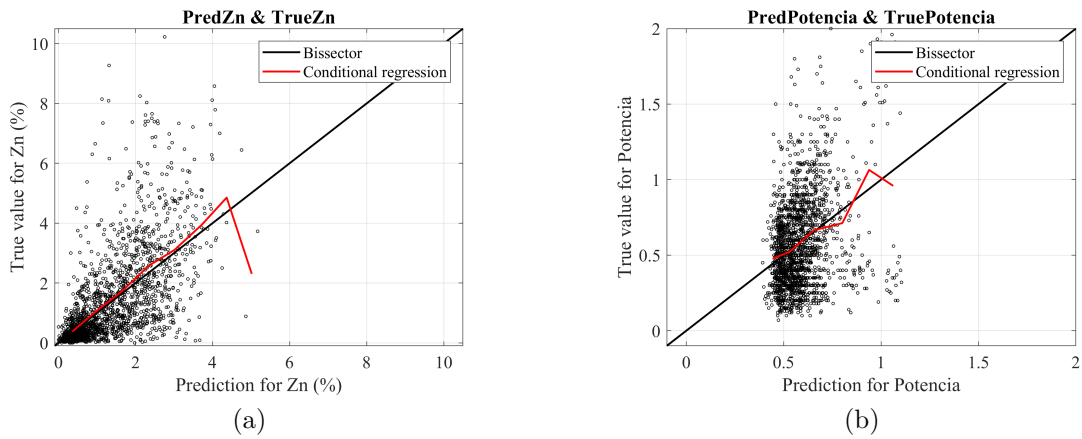 PredZn & TrueZn
10
8
6
4
2
0
True value for Zn (%)
Bissector
Conditional regression
0 2 4 6 8 10
Prediction for Zn (%)
(a)
PredPotencia & TruePotencia
2
1.5
1
0.5
0
True value for Potencia
Bissector
Conditional regression
0 0.5 1 1.5 2
Prediction for Potencia
(b)